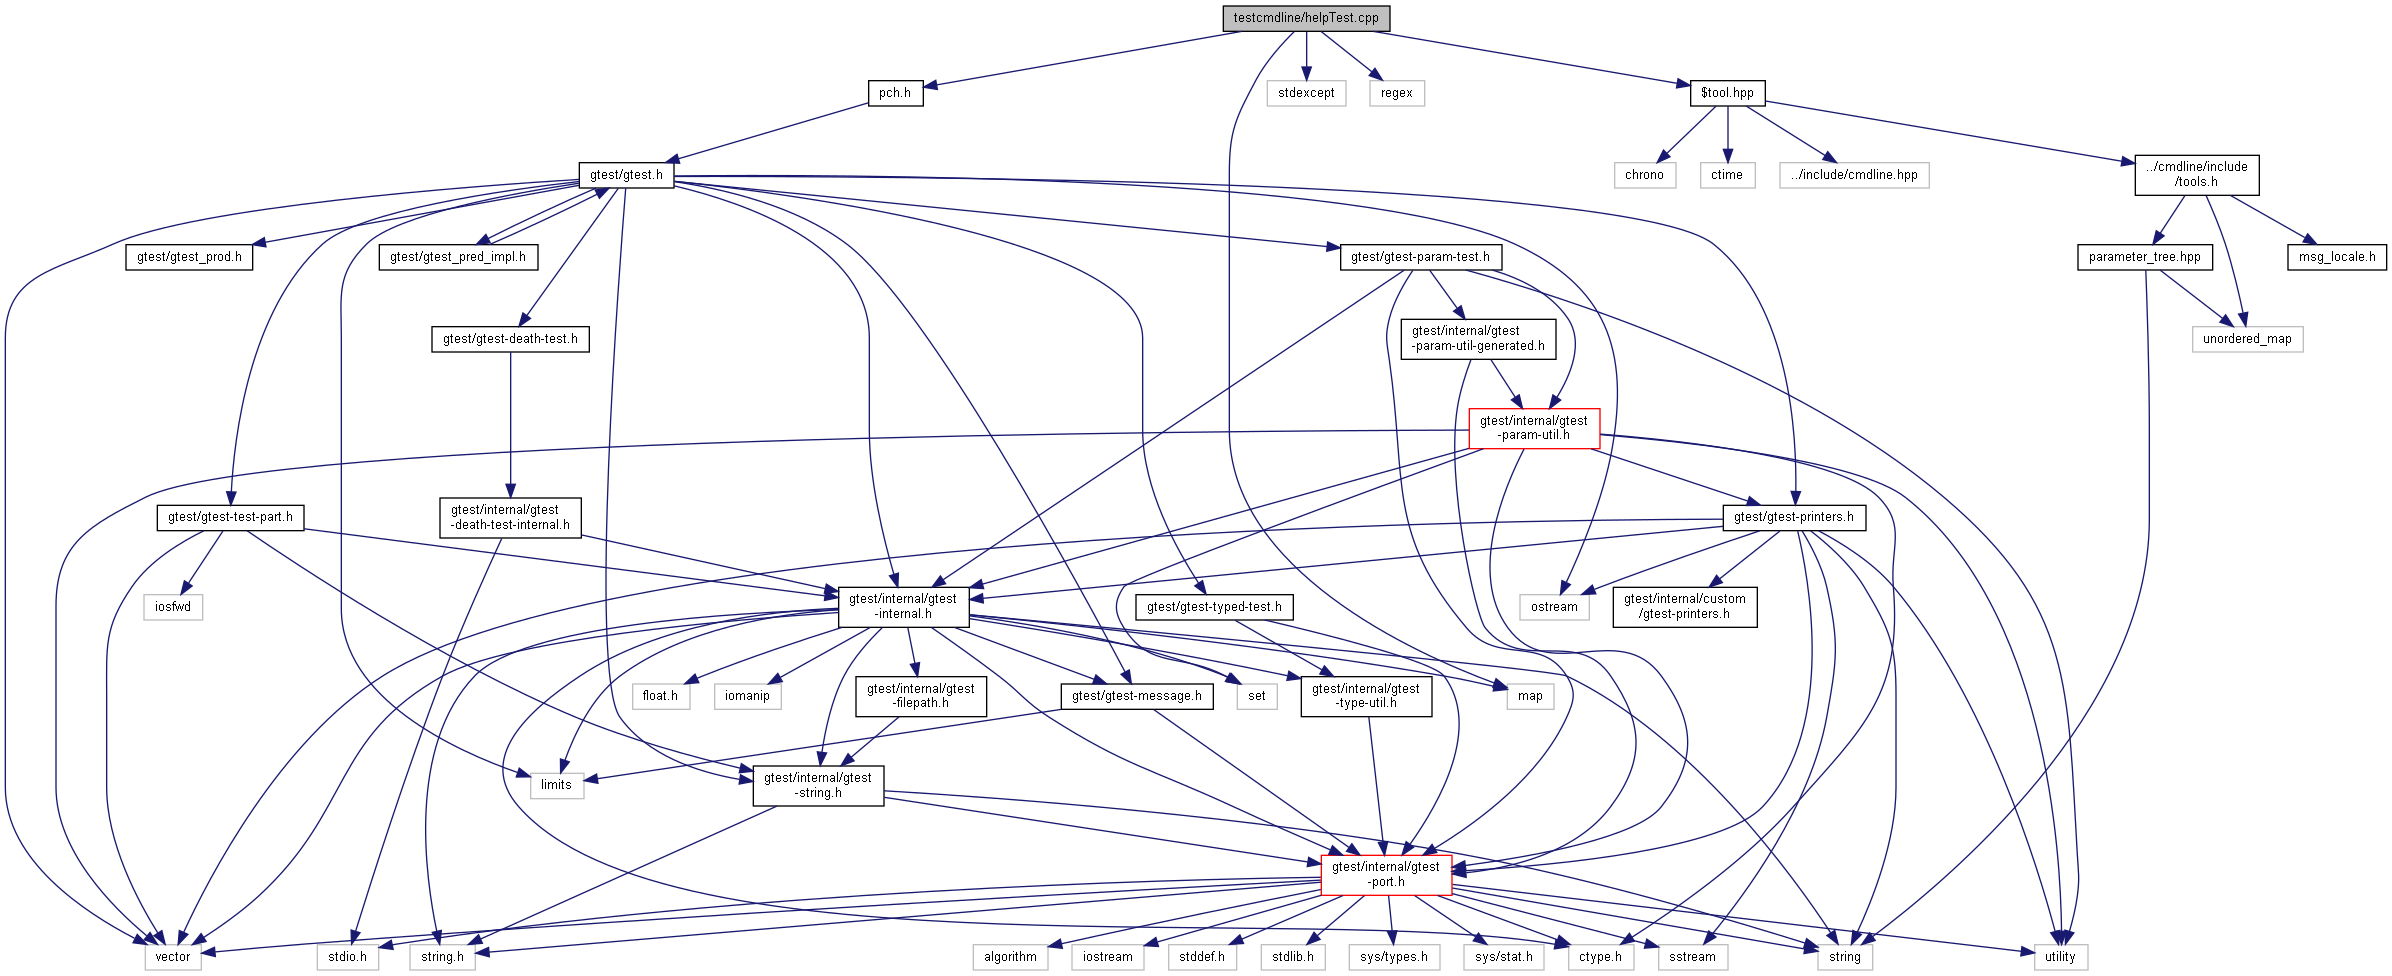 testcmdline/helpTest.cpp
pch.h
stdexcept
regex
$tool.hpp
gtest/gtest.h
chrono
ctime
../include/cmdline.hpp
../cmdline/include
/tools.h
gtest/gtest_prod.h
gtest/gtest_pred_impl.h
gtest/gtest-param-test.h
parameter_tree.hpp
msg_locale.h
gtest/gtest-death-test.h
gtest/internal/gtest
-param-util-generated.h
unordered_map
gtest/internal/gtest
-param-util.h
gtest/gtest-test-part.h
gtest/internal/gtest
-death-test-internal.h
gtest/gtest-printers.h
iosfwd
gtest/internal/gtest
-internal.h
gtest/gtest-typed-test.h
ostream
gtest/internal/custom
/gtest-printers.h
float.h
iomanip
gtest/internal/gtest
-filepath.h
gtest/gtest-message.h
set
gtest/internal/gtest
-type-util.h
map
limits
gtest/internal/gtest
-string.h
gtest/internal/gtest
-port.h
vector
stdio.h
string.h
algorithm
iostream
stddef.h
stdlib.h
sys/types.h
sys/stat.h
ctype.h
sstream
string
utility